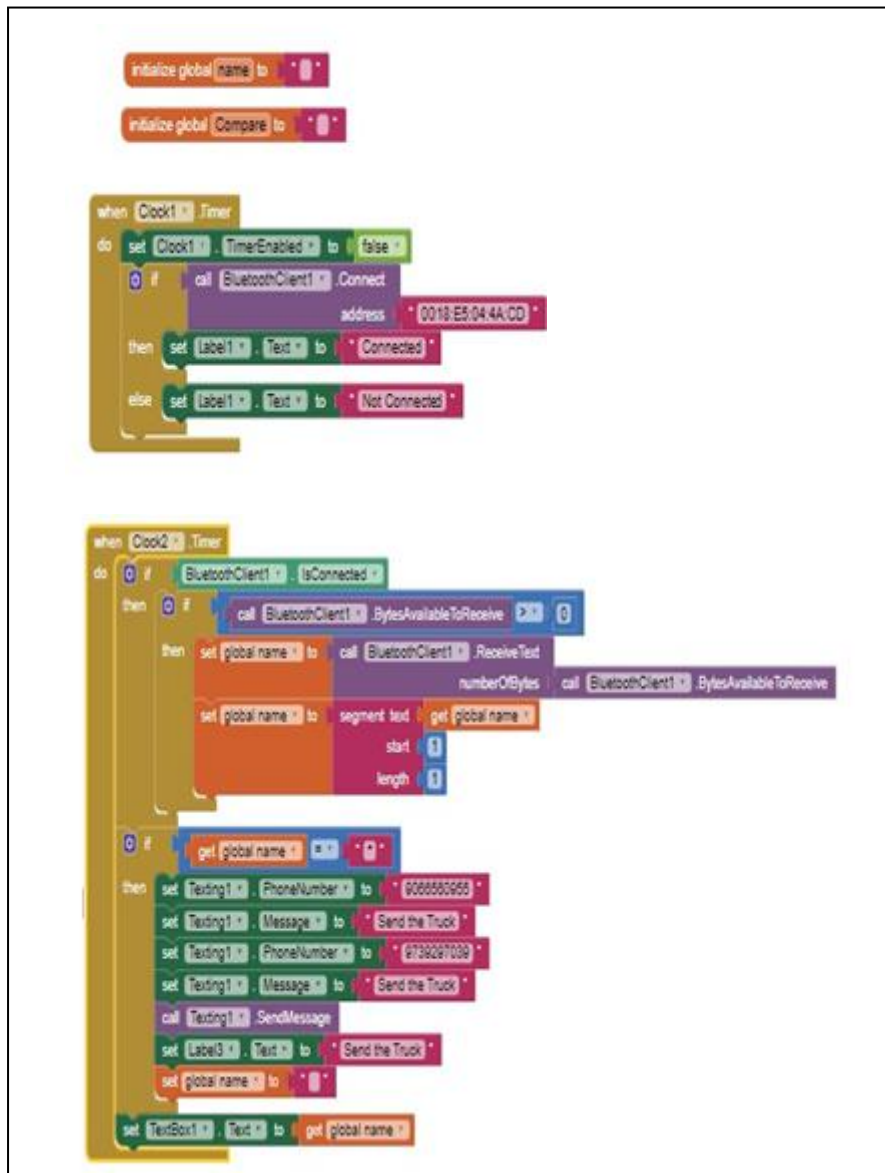 initialize global name to " "
initialize global Compare to " "
when Clock1 .Timer
do set Clock1 . TimerEnabled to false
if call BluetoothClient1 .Connect
address "0018:E5:04:4A:CD"
then set Label1 . Text to "Connected"
else set Label1 . Text to "Not Connected"
when Clock2 .Timer
do if BluetoothClient1 . IsConnected
then if call BluetoothClient1 .BytesAvailableToReceive > 0
then set global name to call BluetoothClient1 .ReceiveText
numberOfBytes call BluetoothClient1 .BytesAvailableToReceive
set global name to segment text get global name
start 1
length 1
if get global name = "*"
then set Texting1 . PhoneNumber to
set Texting1 . Message to "Send the Truck"
set Texting1 . PhoneNumber to "9739297039"
set Texting1 . Message to "Send the Truck"
call Texting1 .SendMessage
set Label3 . Text to "Send the Truck"
set global name to " "
set TextBox1 . Text to get global name